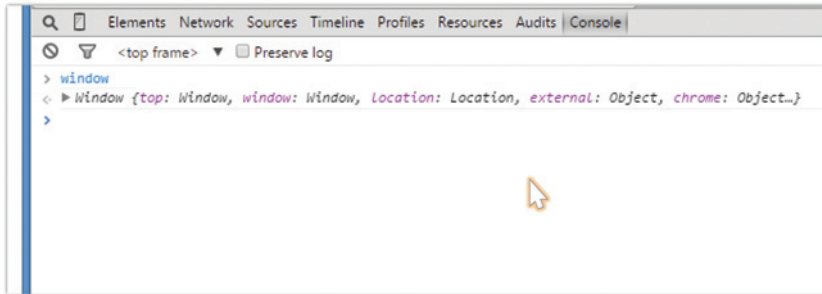 Elements Network Sources Timeline Profiles Resources Audits Console
<top frame> ▼ Preserve log
> window
Window {top: Window, window: Window, location: Location, external: Object, chrome: Object…}
>